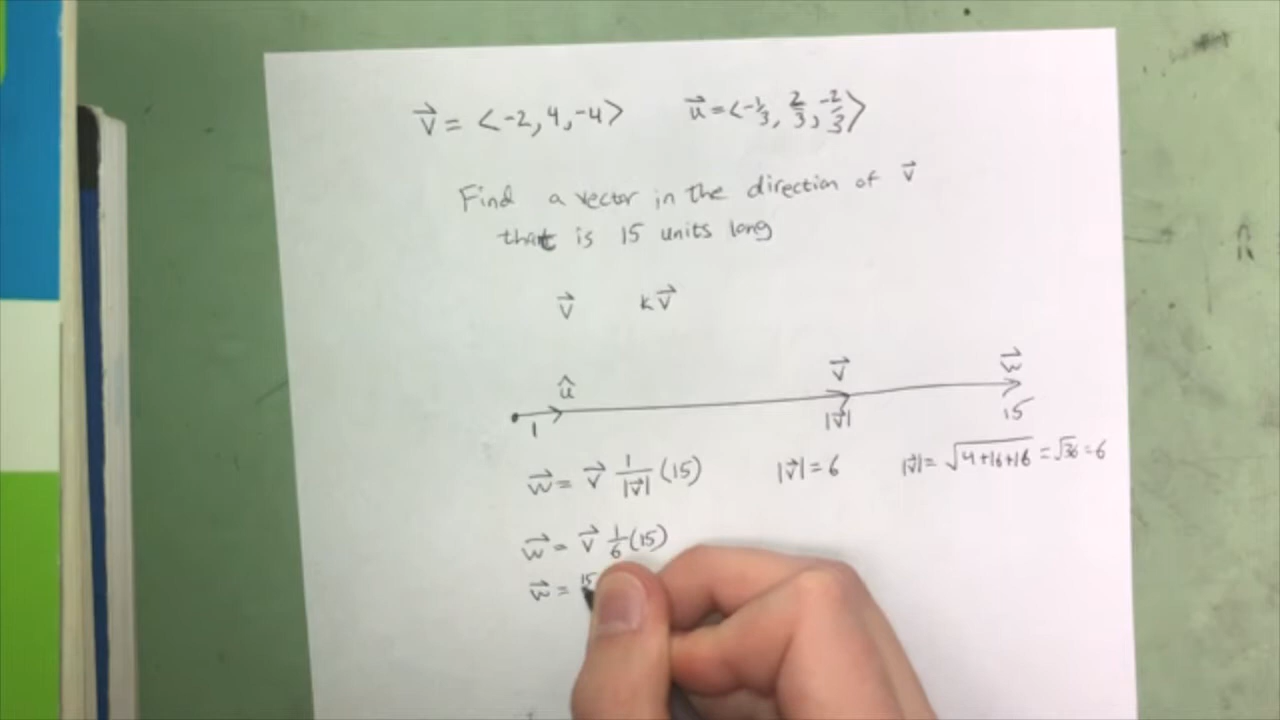 v⃗ = <-2, 4, -4> u⃗ = <-1/3, 2/3, -2/3>
Find a vector in the direction of v⃗
that is 15 units long
v⃗ kv⃗
û v⃗ w⃗
1 |v⃗| 15
w⃗ = v⃗ 1/|v⃗| (15) |v⃗| = 6 |v⃗| = √4+16+16 = √36 = 6
w⃗ = v⃗ 1/6 (15)
w⃗ = 15